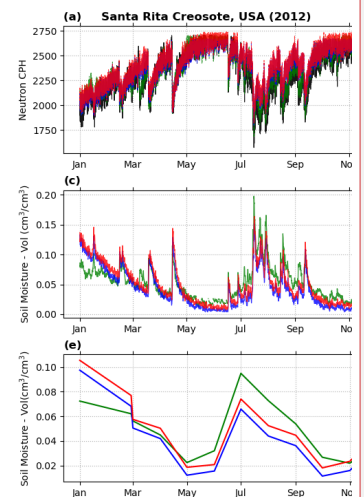 (a) Santa Rita Creosote, USA (2012)
2750
2500
2250
2000
1750
Neutron CPH
Jan Mar May Jul Sep No
(c)
0.20
0.15
0.10
0.05
0.00
Soil Moisture - Vol (cm³/cm³)
Jan Mar May Jul Sep No
(e)
0.10
0.08
0.06
0.04
0.02
Soil Moisture - Vol(cm³/cm³)
Jan Mar May Jul Sep No